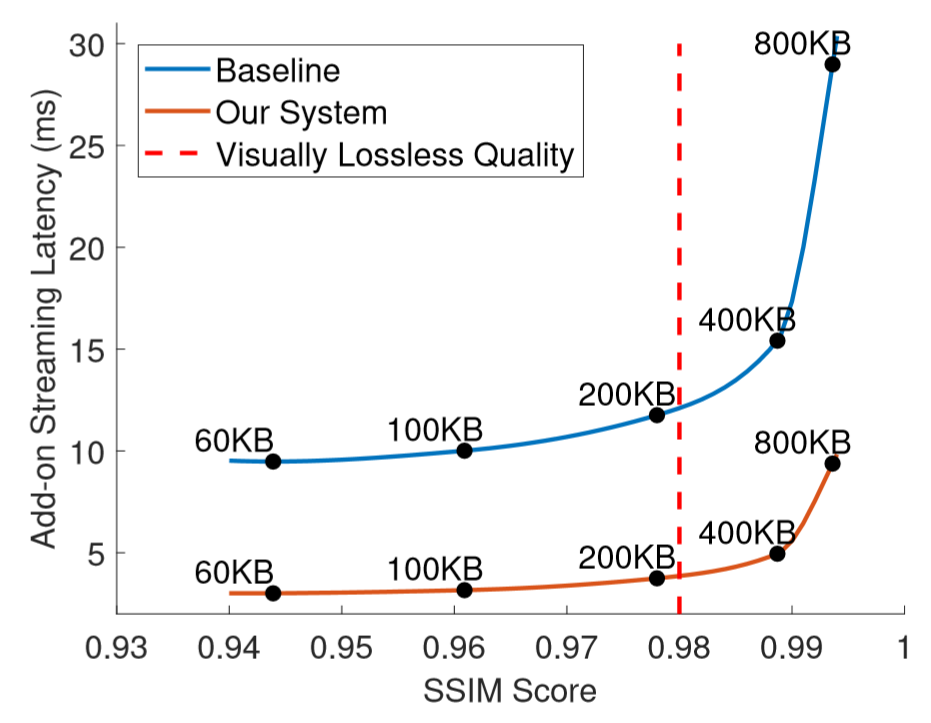 Add-on Streaming Latency (ms)
30
25
20
15
10
5
Baseline
Our System
Visually Lossless Quality
800KB
400KB
200KB
100KB
60KB
800KB
400KB
200KB
100KB
60KB
0.93 0.94 0.95 0.96 0.97 0.98 0.99 1
SSIM Score